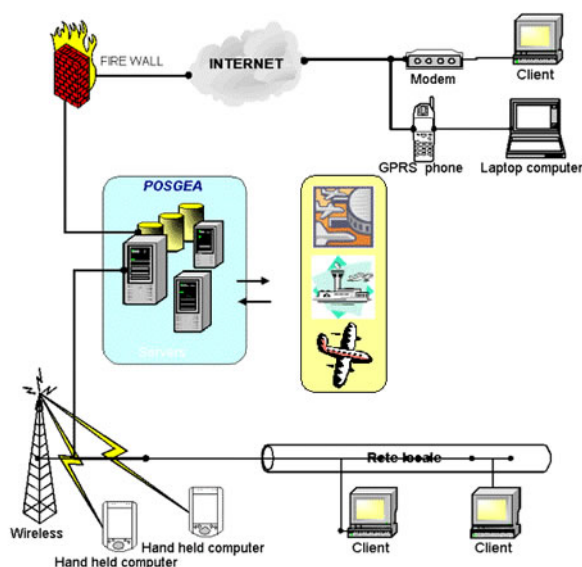 FIRE WALL
INTERNET
Modem
Client
GPRS phone
Laptop computer
POSGEA
Servers
Rete locale
Wireless
Hand held computer
Hand held computer
Client
Client